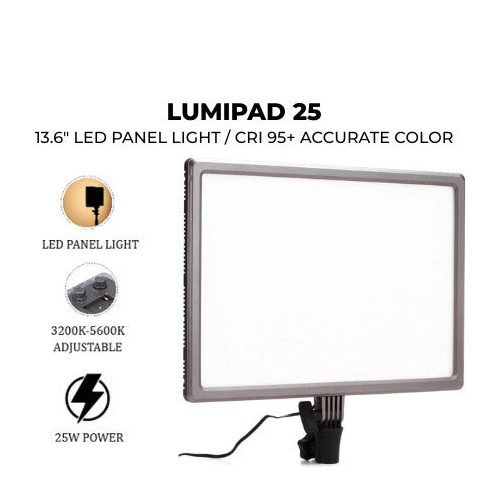 LUMIPAD 25
13.6" LED PANEL LIGHT / CRI 95+ ACCURATE COLOR
LED PANEL LIGHT
3200K-5600K
ADJUSTABLE
25W POWER